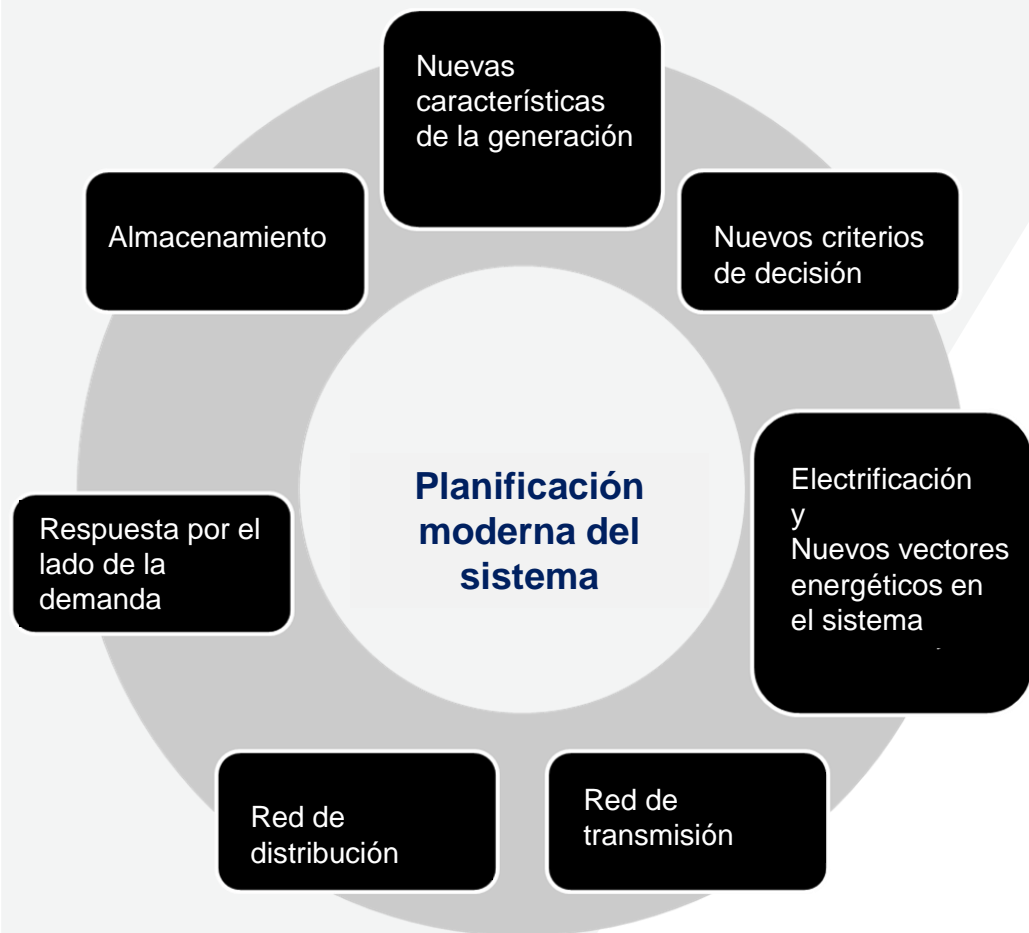 Nuevas
características
de la generación
Almacenamiento
Nuevos criterios
de decisión
Planificación
moderna del
sistema
Electrificación
y
Nuevos vectores
energéticos en
el sistema
Respuesta por el
lado de la
demanda
Red de
distribución
Red de
transmisión